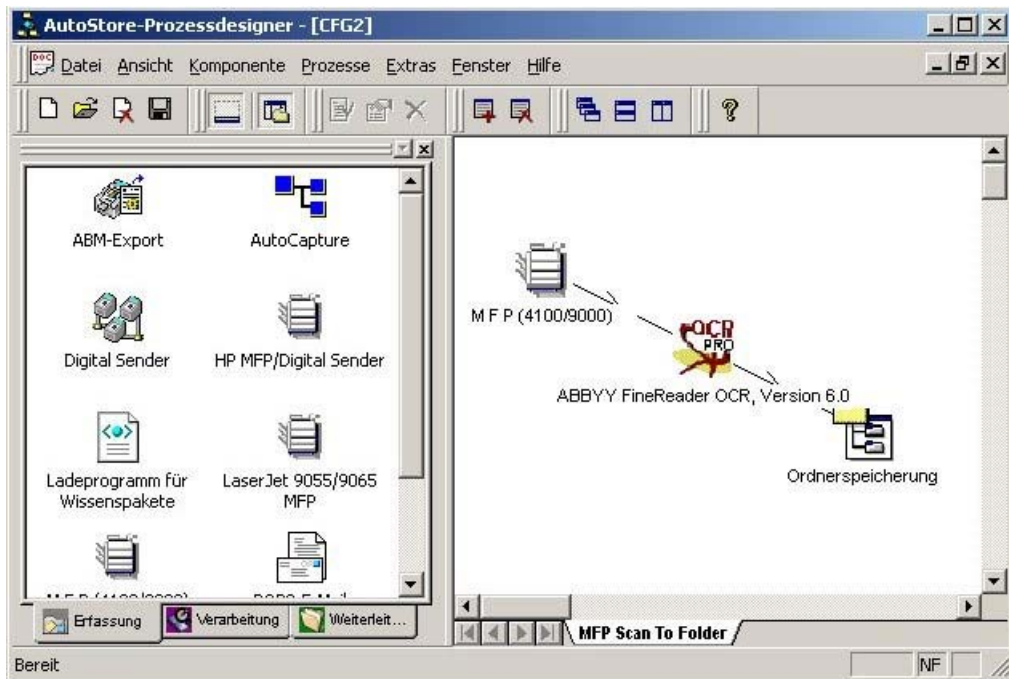 AutoStore-Prozessdesigner - [CFG2]
DOC
Datei Ansicht Komponente Prozesse Extras Fenster Hilfe
ABM-Export
AutoCapture
Digital Sender
HP MFP/Digital Sender
Ladeprogramm für
Wissenspakete
LaserJet 9055/9065
MFP
M F P (4100/9000)
OCR
PRO
ABBYY FineReader OCR, Version 6.0
Ordnerspeicherung
Erfassung
Verarbeitung
Weiterleit...
MFP Scan To Folder
Bereit
NF